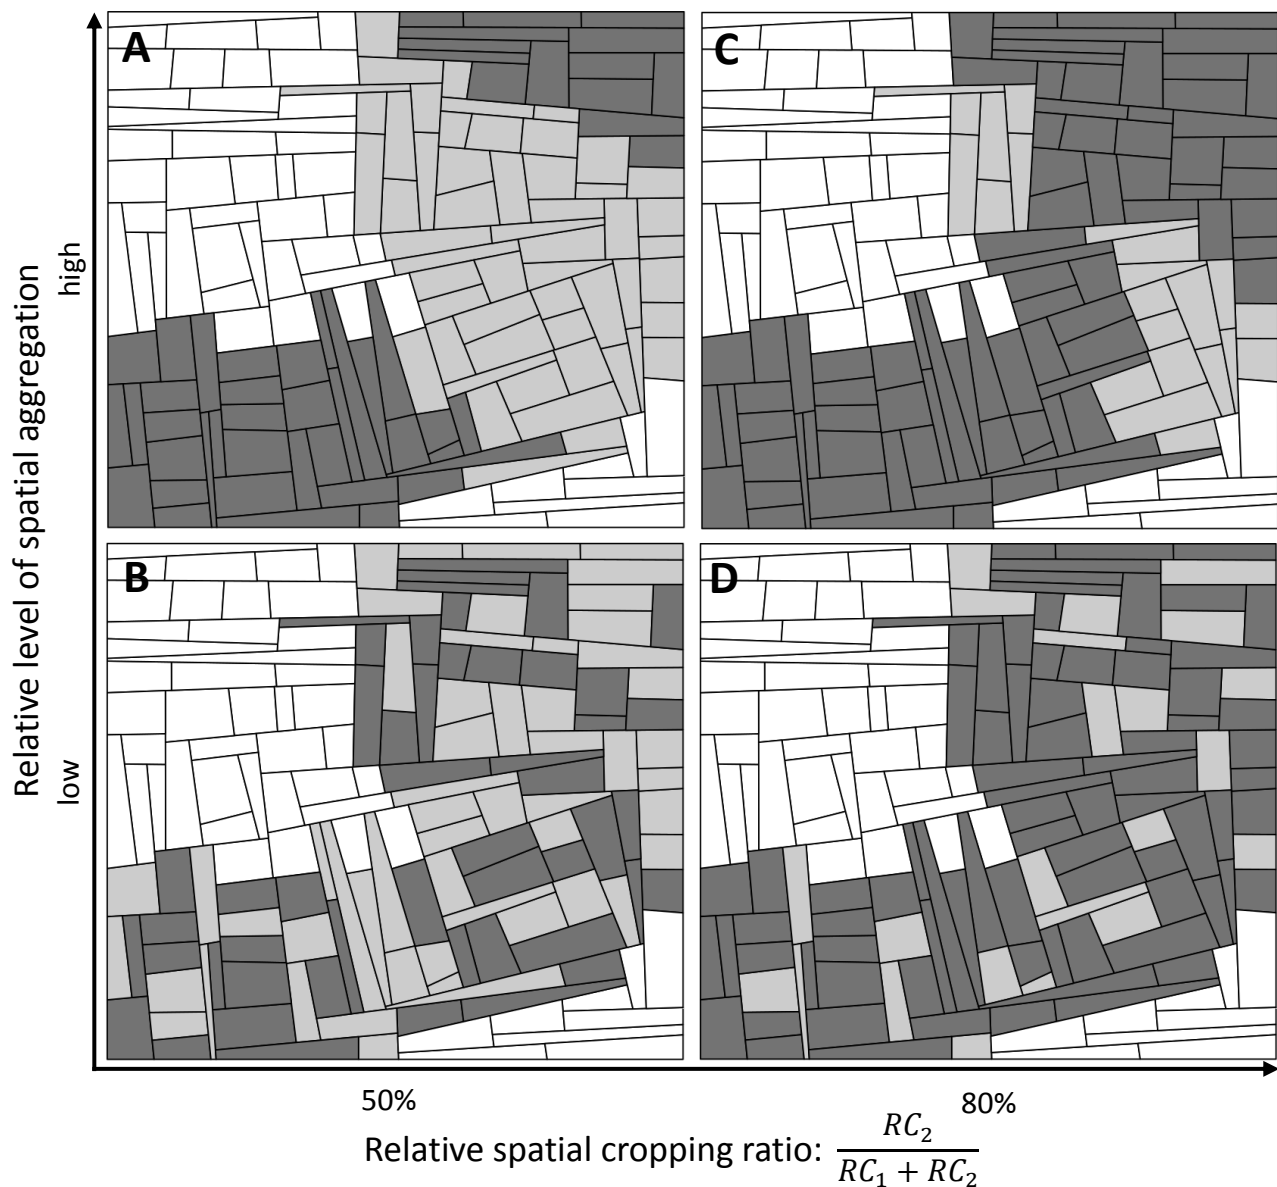 A
C
Relative level of spatial aggregation
high
B
D
low
50%
80%
Relative spatial cropping ratio: RC₂
RC₁ + RC₂